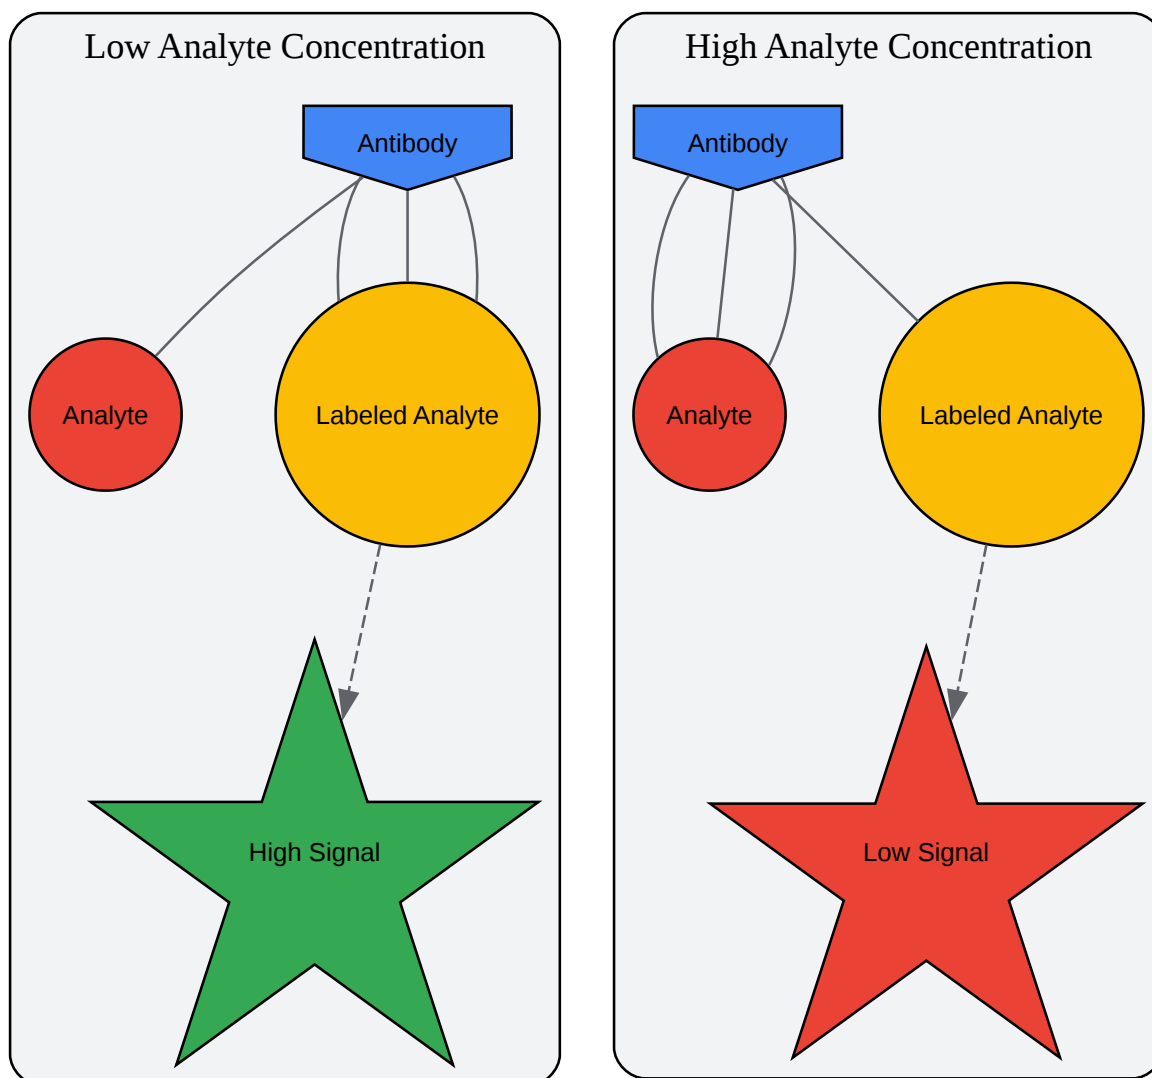 Low Analyte Concentration
Antibody
Analyte
Labeled Analyte
High Signal
High Analyte Concentration
Antibody
Analyte
Labeled Analyte
Low Signal